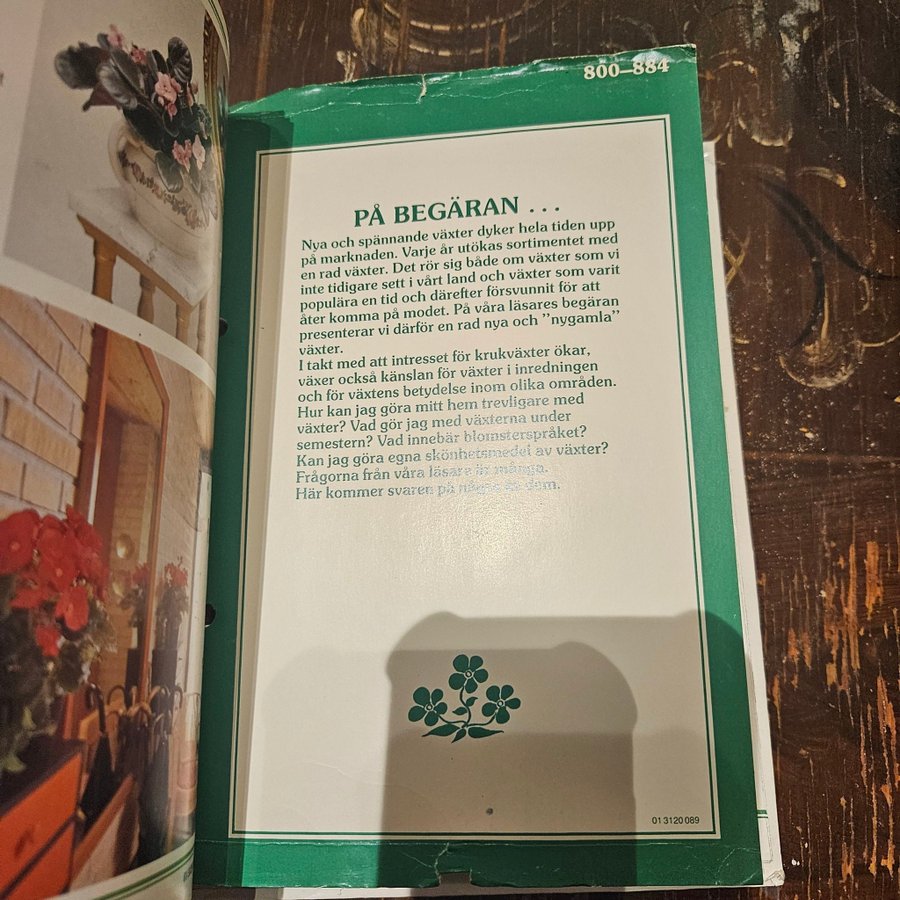 800–884
PÅ BEGÄRAN ...
Nya och spännande växter dyker hela tiden upp
på marknaden. Varje år utökas sortimentet med
en rad växter. Det rör sig både om växter som vi
inte tidigare sett i vårt land och växter som varit
populära en tid och därefter försvunnit för att
åter komma på modet. På våra läsares begäran
presenterar vi därför en rad nya och ”nygamla”
växter.
I takt med att intresset för krukväxter ökar,
växer också känslan för växter i inredningen
och för växtens betydelse inom olika områden.
Hur kan jag göra mitt hem trevligare med
växter? Vad gör jag med växterna under
semestern? Vad innebär blomsterspråket?
Kan jag göra egna skönhetsmedel av växter?
Frågorna från våra läsare är många.
Här kommer svaren på några av dem.
01 3120 089